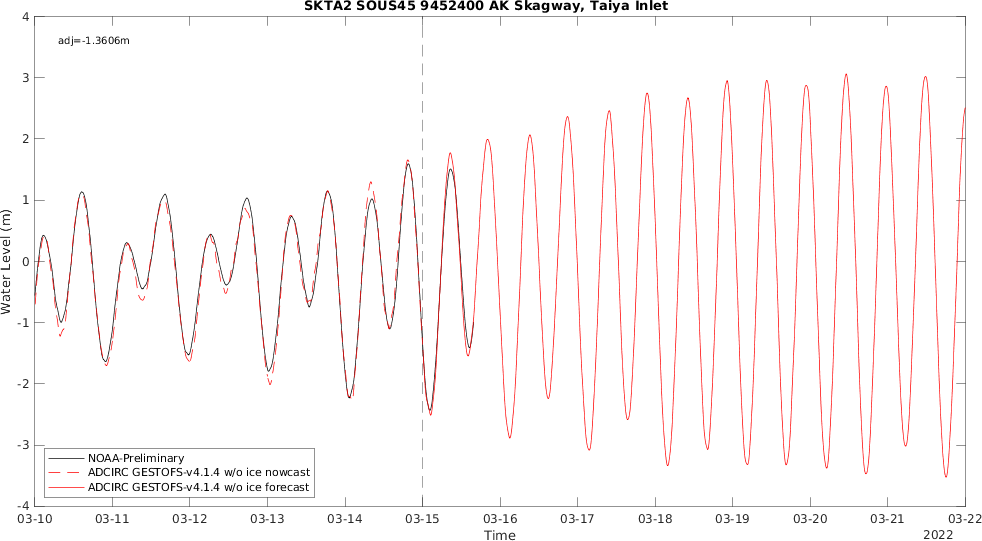 SKTA2 SOUS45 9452400 AK Skagway, Taiya Inlet
adj=-1.3606m
4
3
2
1
0
-1
-2
-3
-4
Water Level (m)
NOAA-Preliminary
ADCIRC GESTOFS-v4.1.4 w/o ice nowcast
ADCIRC GESTOFS-v4.1.4 w/o ice forecast
03-10 03-11 03-12 03-13 03-14 03-15 03-16 03-17 03-18 03-19 03-20 03-21 03-22
Time
2022